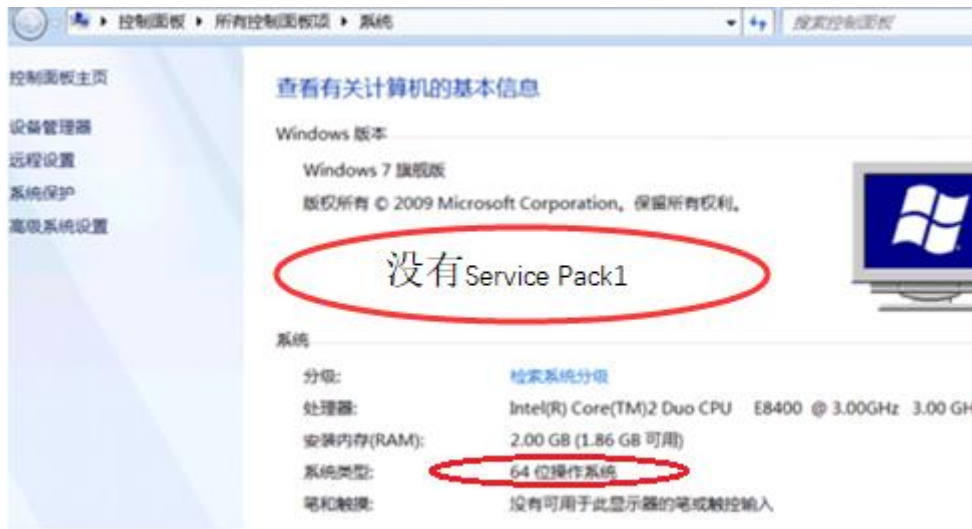 控制面板 ▸ 所有控制面板项 ▸ 系统
搜索控制面板
控制面板主页
设备管理器
远程设置
系统保护
高级系统设置
查看有关计算机的基本信息
Windows 版本
Windows 7 旗舰版
版权所有 © 2009 Microsoft Corporation。保留所有权利。
没有Service Pack1
系统
分级: 检索系统分级
处理器: Intel(R) Core(TM)2 Duo CPU E8400 @ 3.00GHz 3.00 GH
安装内存(RAM): 2.00 GB (1.86 GB 可用)
系统类型: 64 位操作系统
笔和触摸: 没有可用于此显示器的笔或触控输入